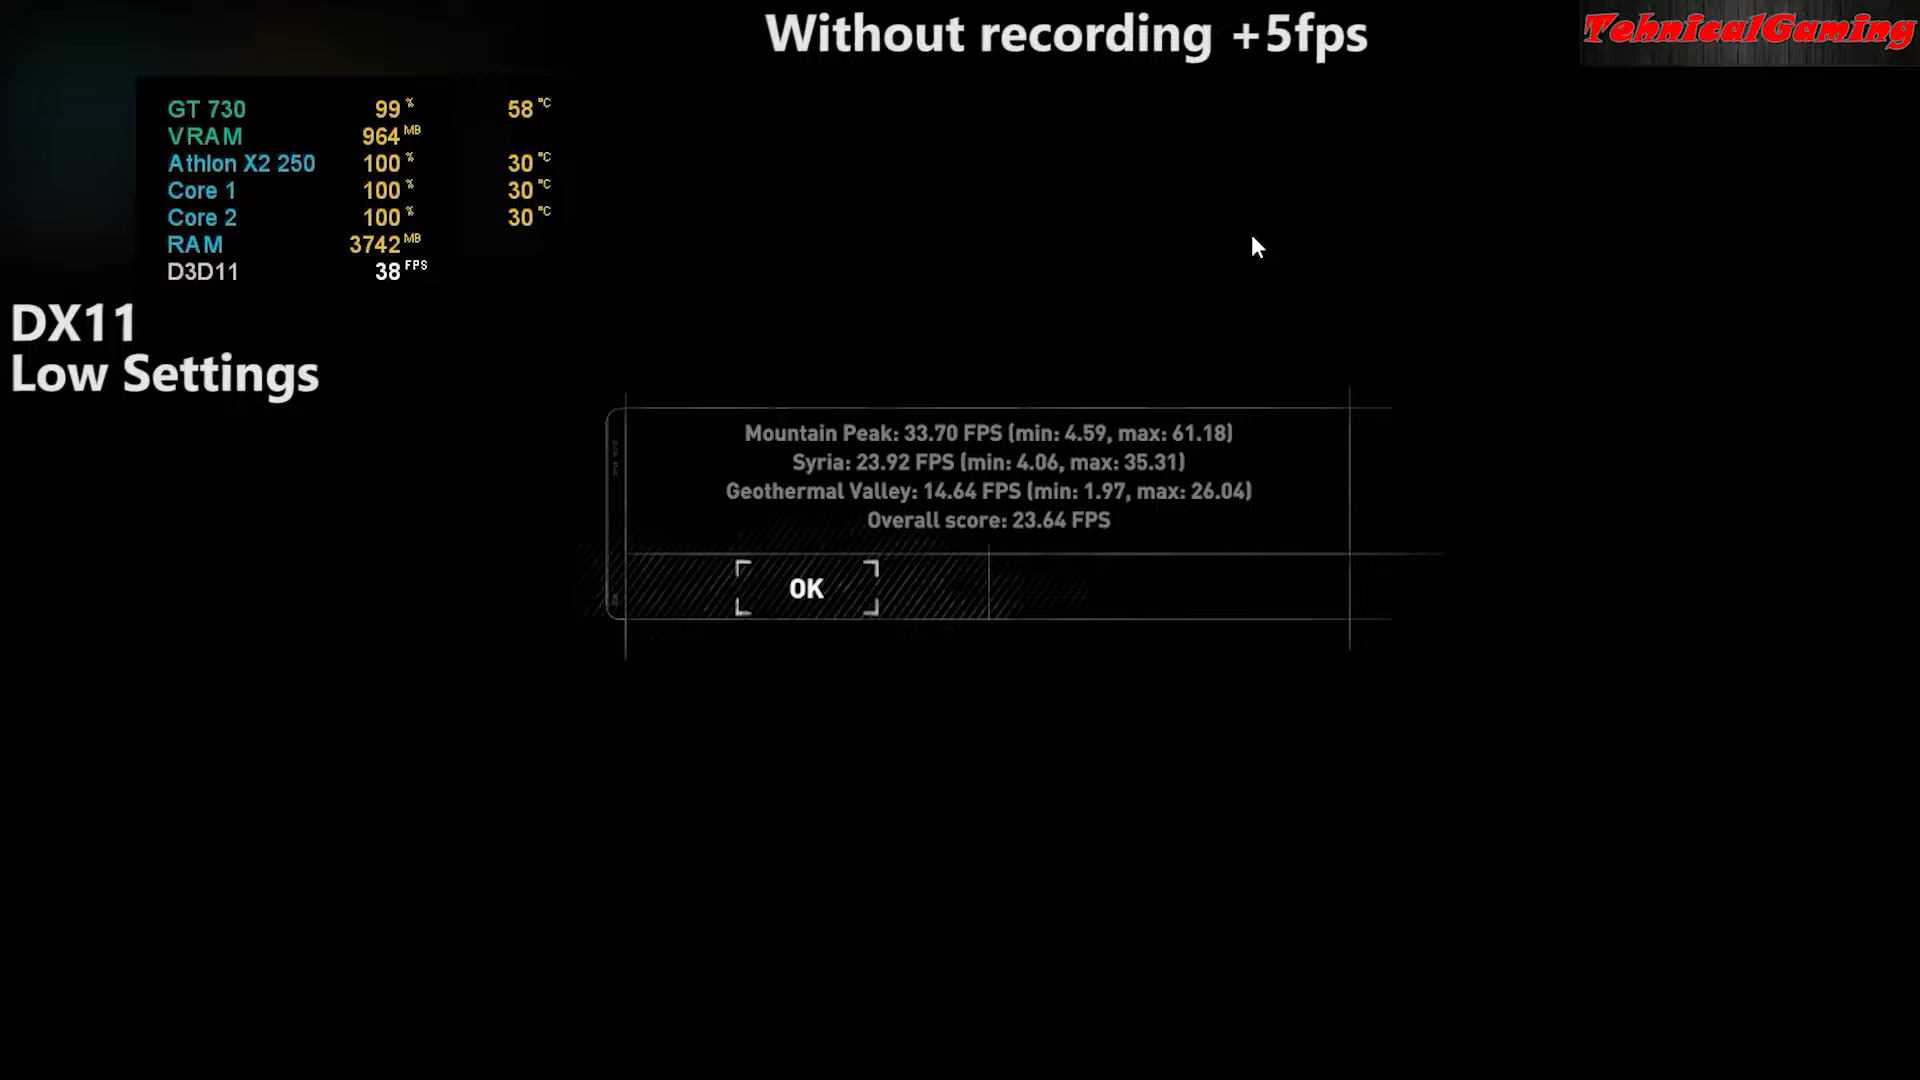 Without recording +5fps
TehnicalGaming
GT 730 99 % 58 °C
VRAM 964 MB
Athlon X2 250 100 % 30 °C
Core 1 100 % 30 °C
Core 2 100 % 30 °C
RAM 3742 MB
D3D11 38 FPS
DX11
Low Settings
Mountain Peak: 33.70 FPS (min: 4.59, max: 61.18)
Syria: 23.92 FPS (min: 4.06, max: 35.31)
Geothermal Valley: 14.64 FPS (min: 1.97, max: 26.04)
Overall score: 23.64 FPS
OK